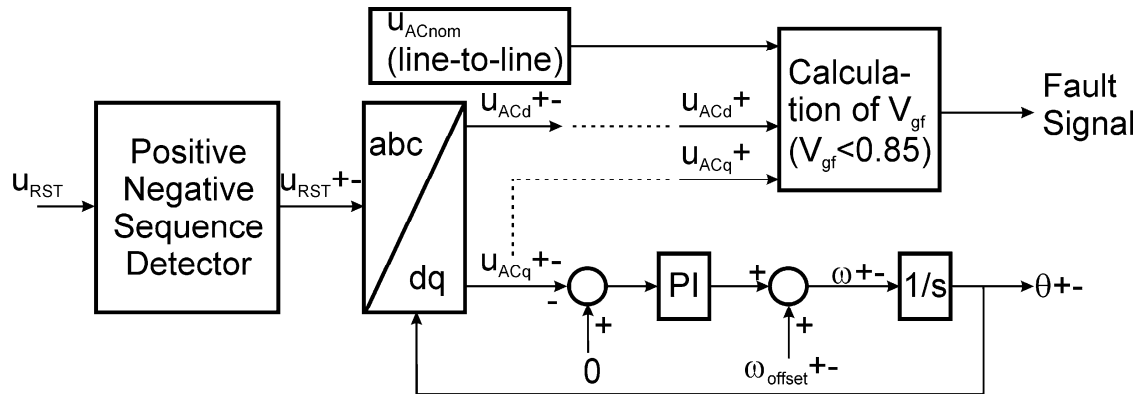 u_ACnom
(line-to-line)
u_RST
Positive
Negative
Sequence
Detector
u_RST+-
abc
dq
u_ACd+-
u_ACd+
u_ACq+
Calcula-
tion of V_gf
(V_gf<0.85)
Fault
Signal
u_ACq+-
-
+
0
PI
+
+
ω_offset+-
ω+-
1/s
θ+-